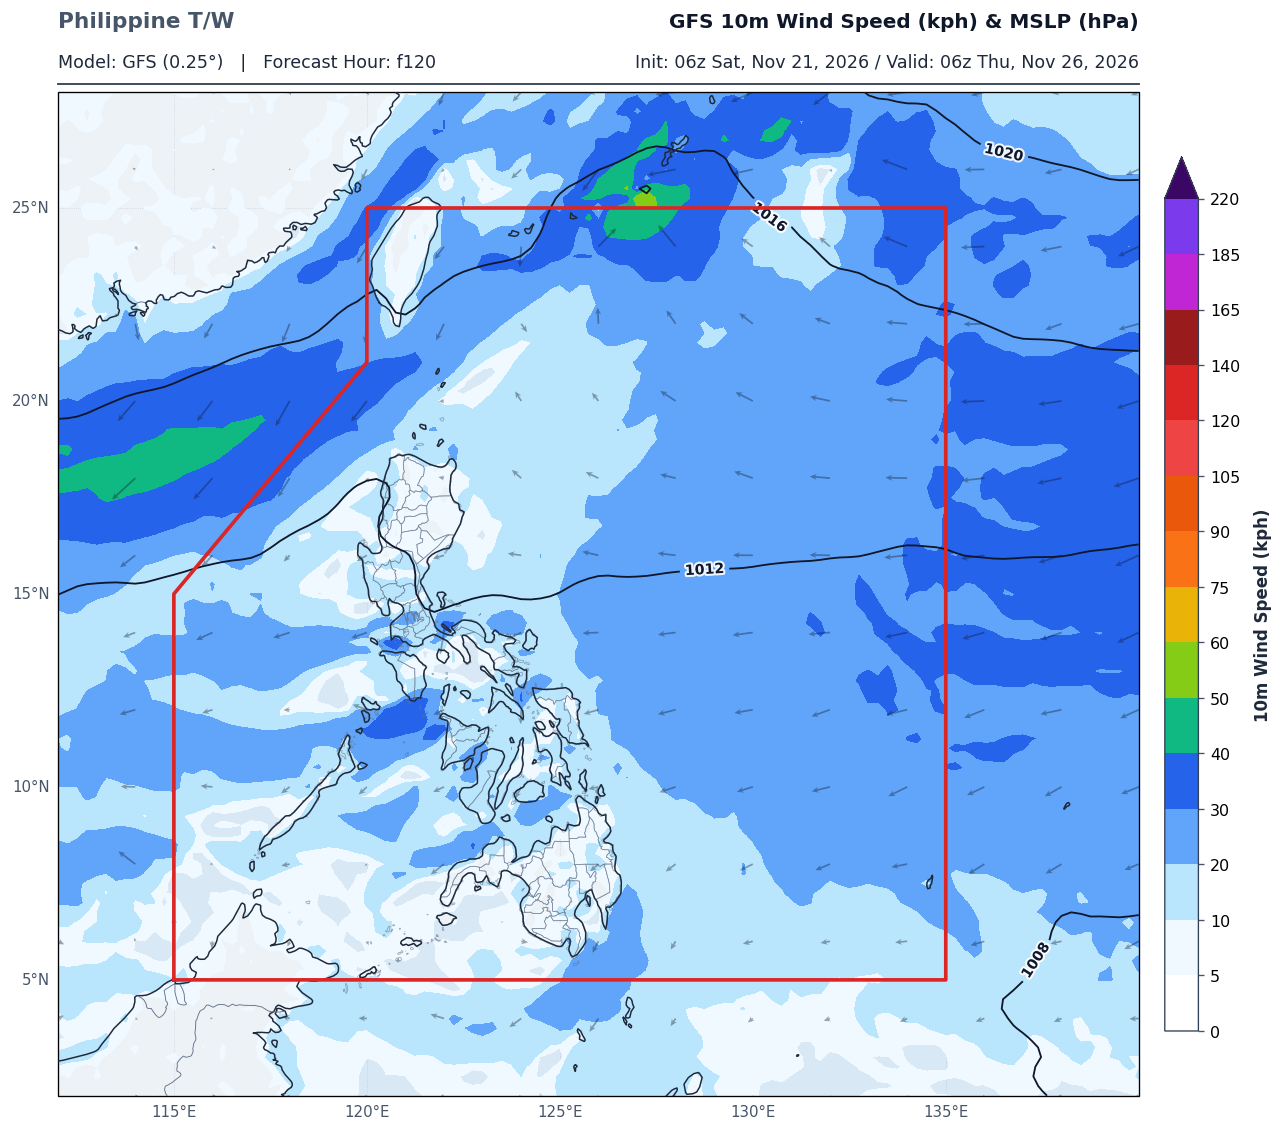 Philippine T/W
GFS 10m Wind Speed (kph) & MSLP (hPa)
Model: GFS (0.25°) | Forecast Hour: f120
Init: 06z Sat, Nov 21, 2026 / Valid: 06z Thu, Nov 26, 2026
1020
1016
1012
1008
25°N
20°N
15°N
10°N
5°N
115°E
120°E
125°E
130°E
135°E
220
185
165
140
120
105
90
75
60
50
40
30
20
10
5
0
10m Wind Speed (kph)